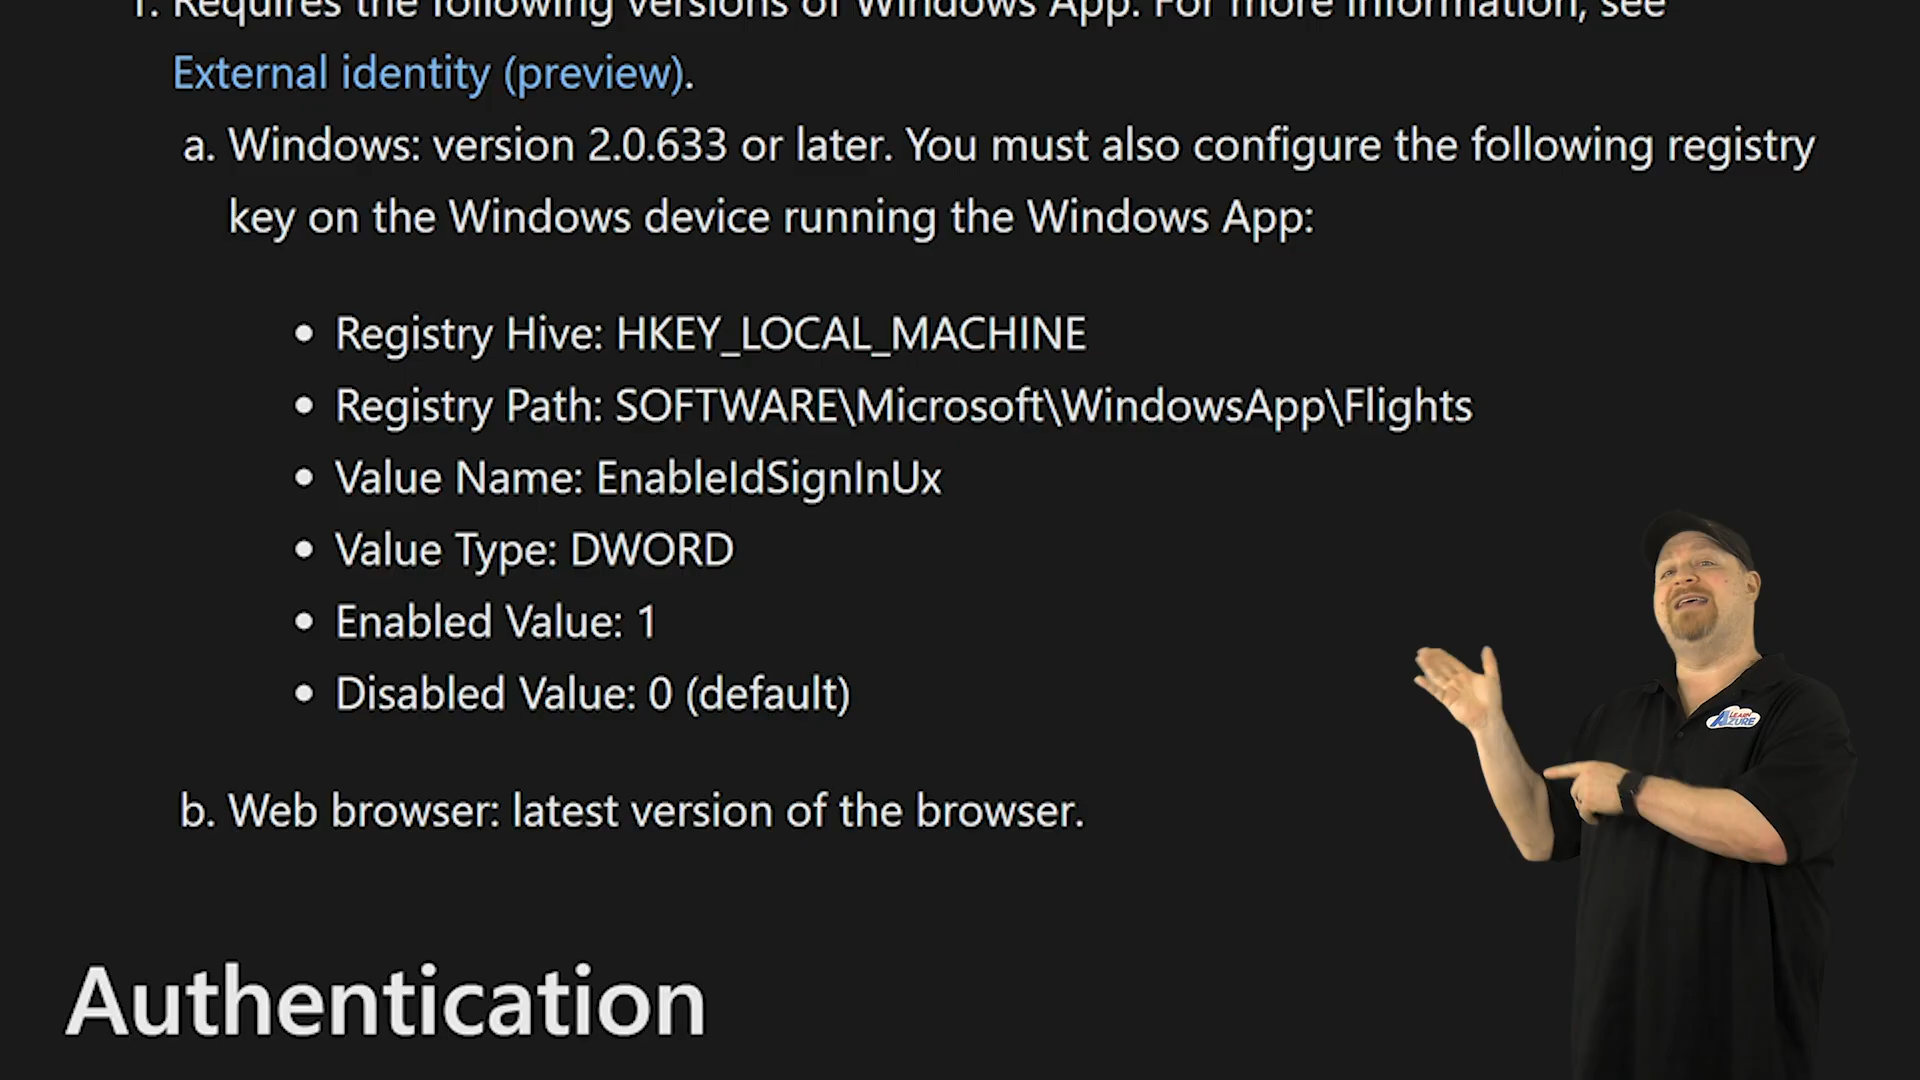 1. Requires the following versions of Windows App. For more information, see
External identity (preview).
a. Windows: version 2.0.633 or later. You must also configure the following registry
key on the Windows device running the Windows App:
• Registry Hive: HKEY_LOCAL_MACHINE
• Registry Path: SOFTWARE\Microsoft\WindowsApp\Flights
• Value Name: EnableIdSignInUx
• Value Type: DWORD
• Enabled Value: 1
• Disabled Value: 0 (default)
LEARN
AZURE
b. Web browser: latest version of the browser.
Authentication